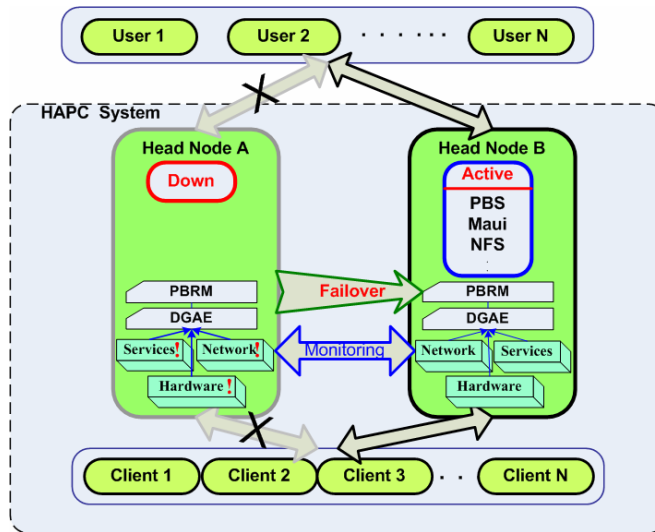 User 1
User 2
. . . . . . .
User N
HAPC System
Head Node A
Down
PBRM
DGAE
Services!
Network!
Hardware!
Failover
Monitoring
Head Node B
Active
PBS
Maui
NFS
PBRM
DGAE
Network
Services
Hardware
Client 1
Client 2
Client 3
. .
Client N